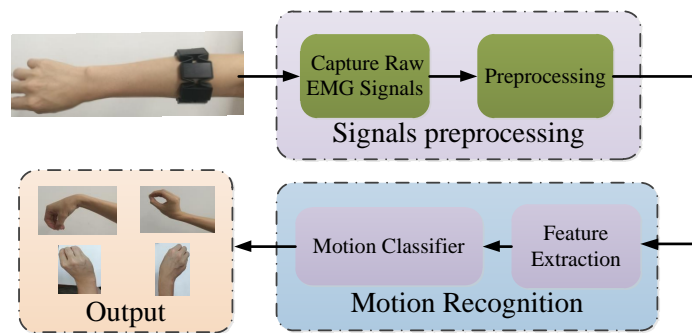 Capture Raw
EMG Signals
Preprocessing
Signals preprocessing
Feature
Extraction
Motion Classifier
Motion Recognition
Output